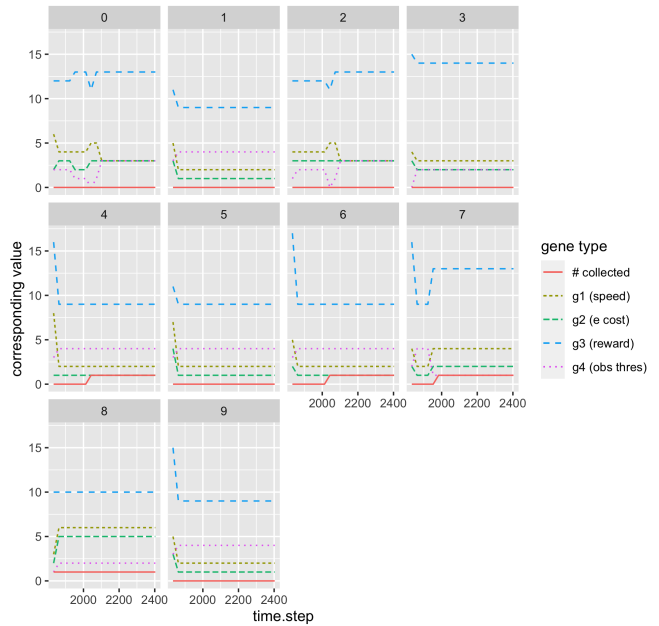 0 1 2 3
15
10
5
0
4 5 6 7
15
10
5
0
2000 2200 2400 2000 2200 2400
8 9
15
10
5
0
2000 2200 2400 2000 2200 2400
time.step
corresponding value
gene type
# collected
g1 (speed)
g2 (e cost)
g3 (reward)
g4 (obs thres)